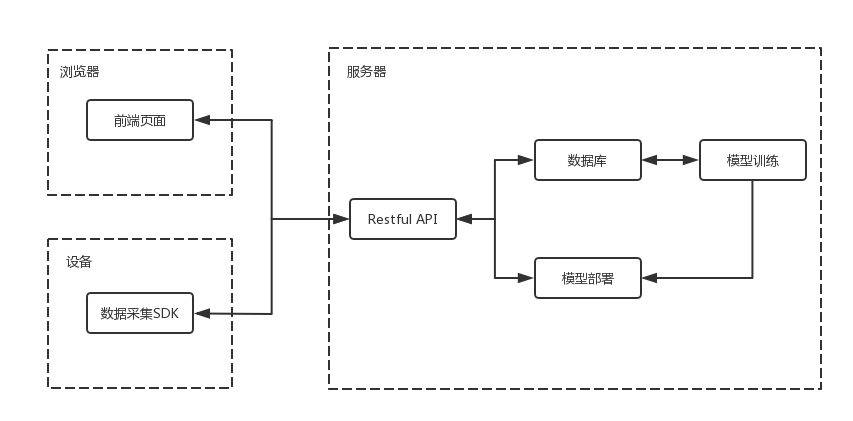 浏览器
前端页面
设备
数据采集SDK
服务器
Restful API
数据库
模型训练
模型部署